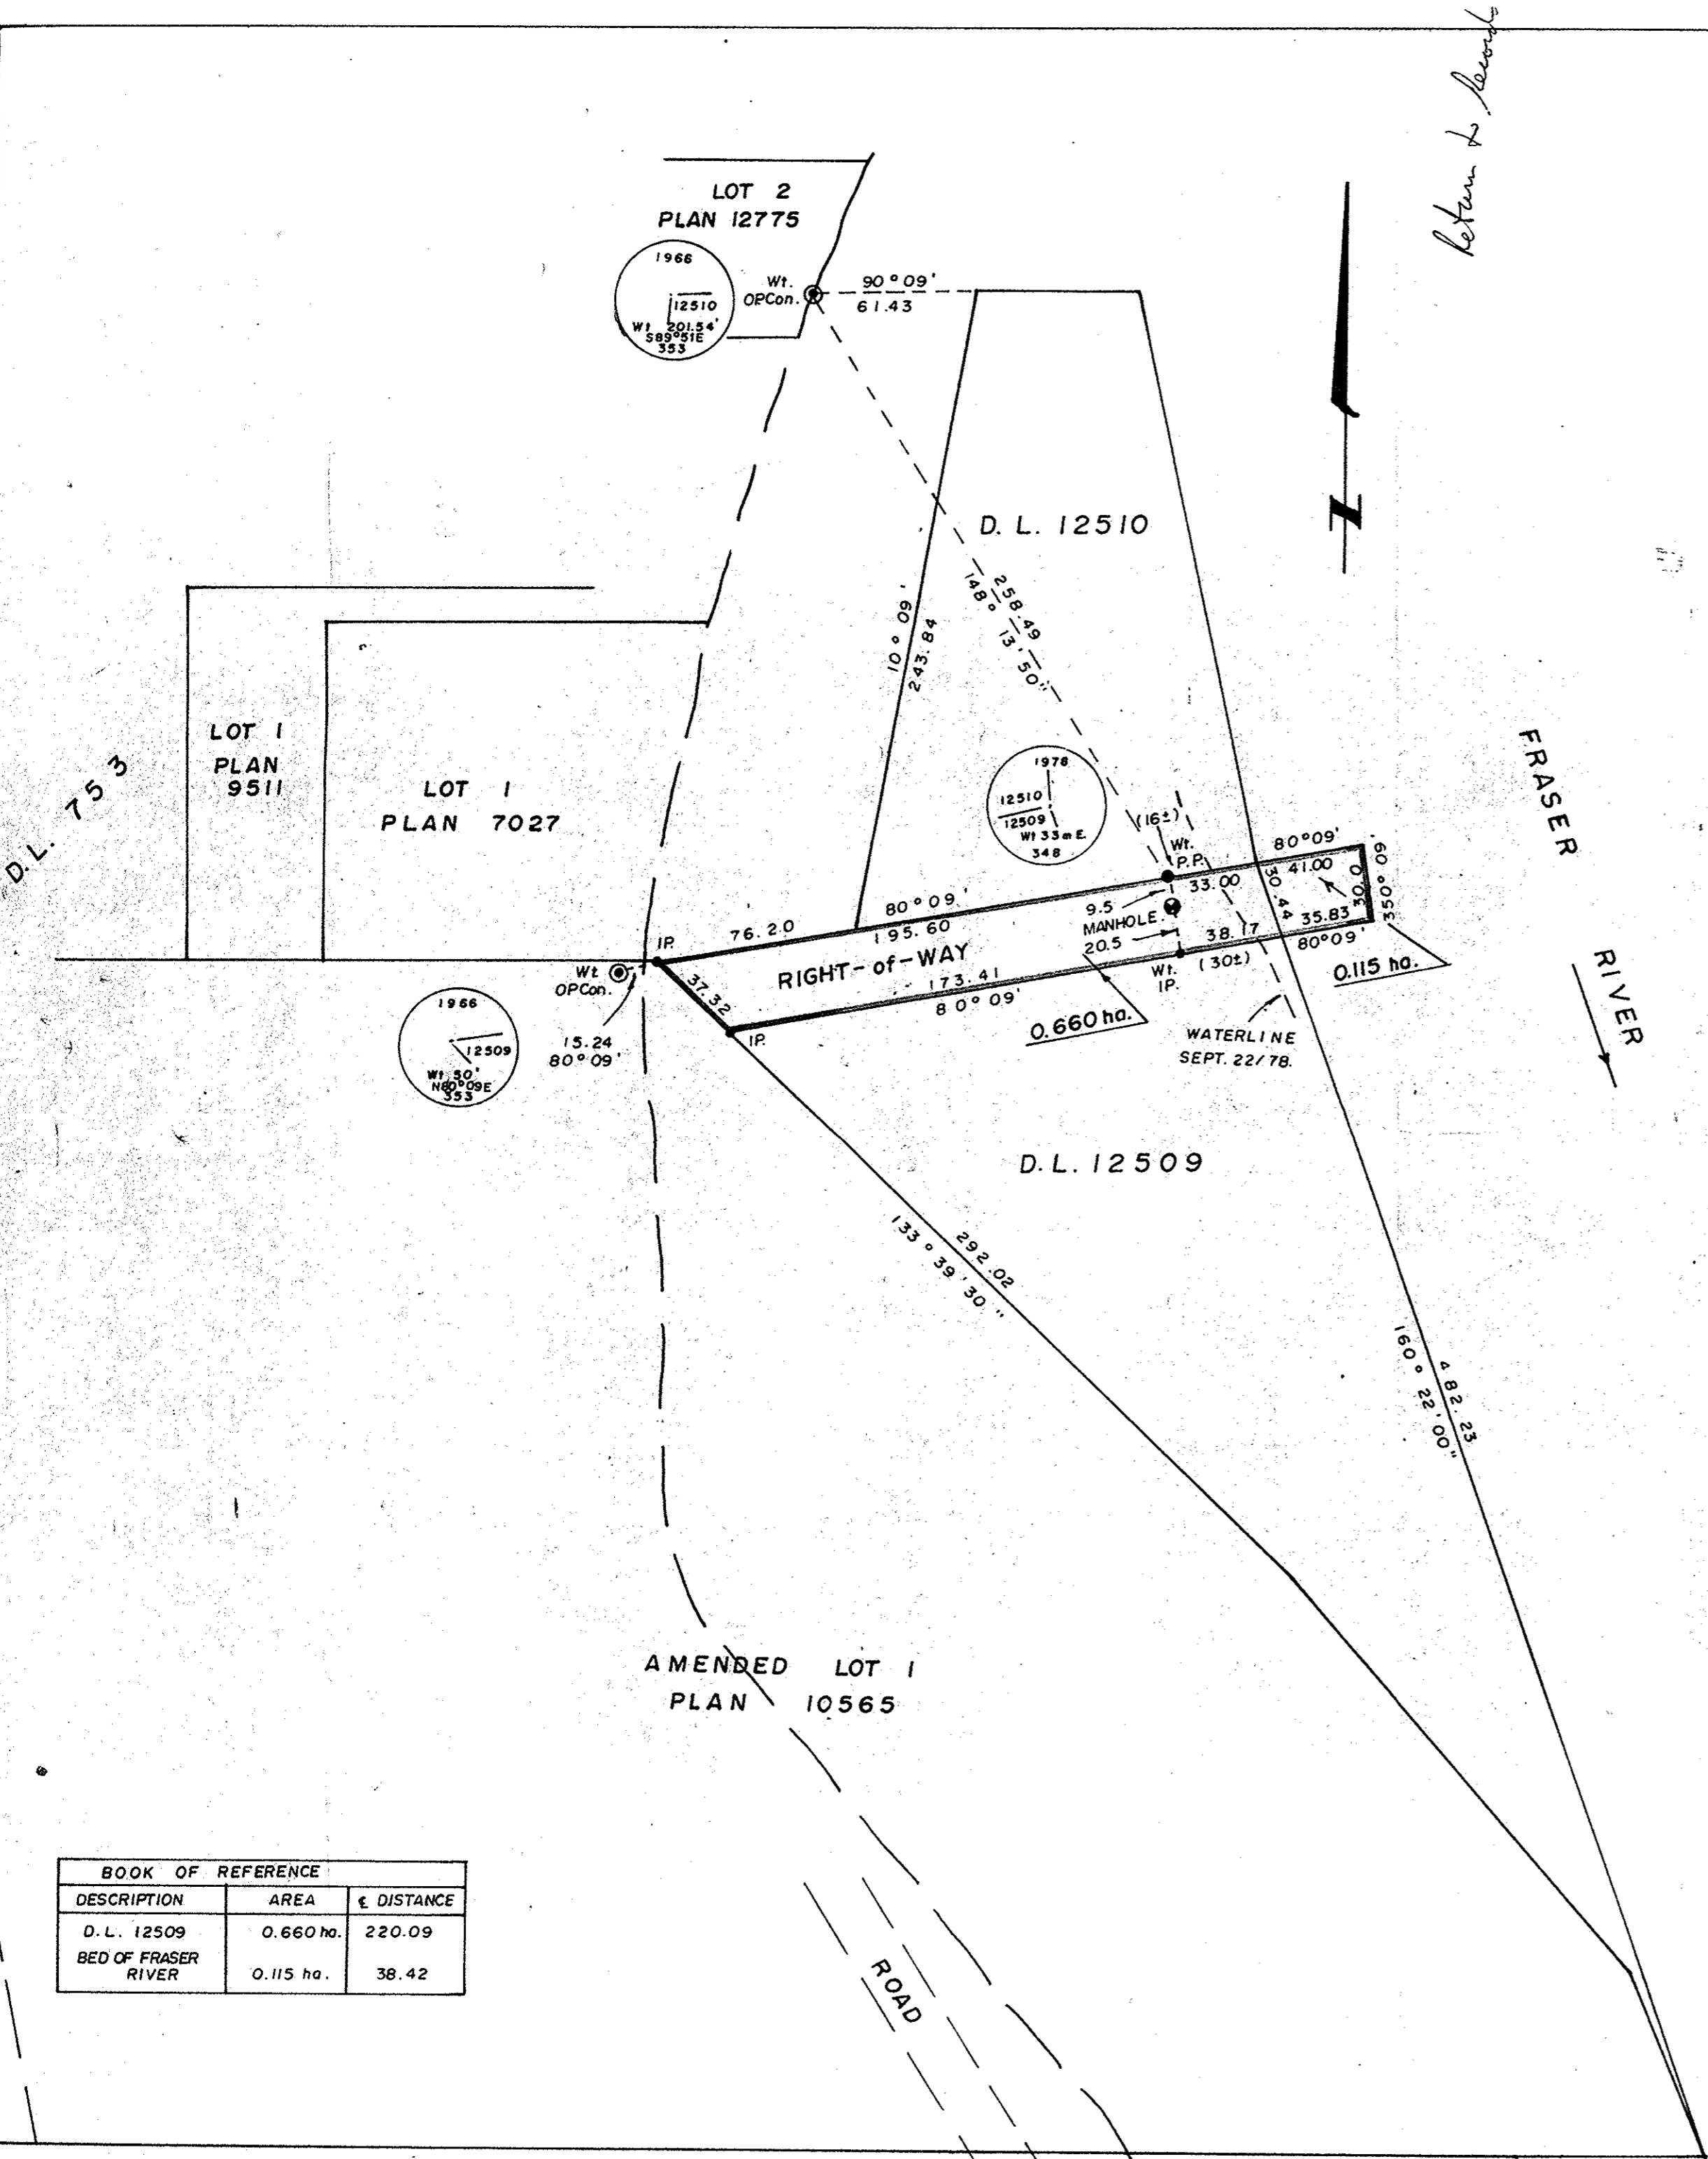 Return to Records
LOT 2
PLAN 12775
1966
12510
Wt 201.54'
S89°51E
353
Wt.
OPCon.
90°09'
61.43
D.L. 12510
258.49
148° 13' 50"
10° 09'
243.84
D.L. 753
LOT 1
PLAN
9511
LOT 1
PLAN 7027
1978
12510
12509
Wt 33m E.
348
(16±)
Wt.
P.P.
33.00
80°09'
41.00
30.0
350°09'
30.44
FRASER
RIVER
80°09'
76.20
195.60
9.5
MANHOLE
20.5
38.17
35.83
80°09'
(30±)
Wt.
IP.
0.115 ha.
IP.
Wt.
OPCon.
37.32
RIGHT-of-WAY
173.41
80°09'
0.660 ha.
IP.
15.24
80°09'
1966
12509
Wt 50'
N80°09E
353
WATERLINE
SEPT. 22/78.
D.L. 12509
292.02
133° 39' 30"
482.23
160° 22' 00"
AMENDED LOT 1
PLAN 10565
ROAD
BOOK OF REFERENCE
DESCRIPTION AREA ℄ DISTANCE
D.L. 12509 0.660 ha. 220.09
BED OF FRASER
RIVER 0.115 ha. 38.42